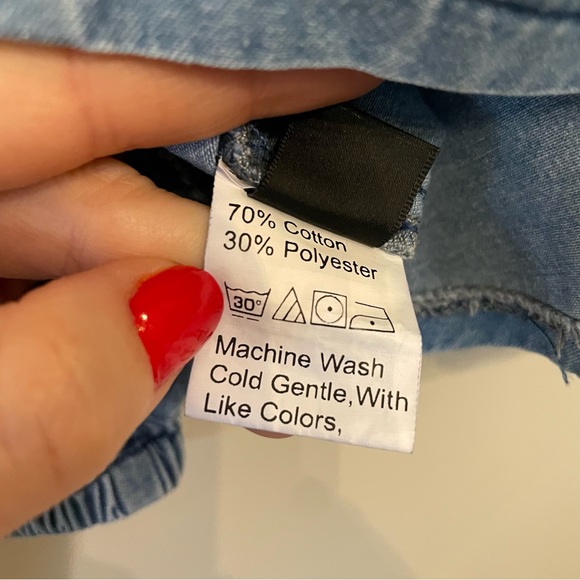 70% Cotton
30% Polyester
30°
Machine Wash
Cold Gentle,With
Like Colors,